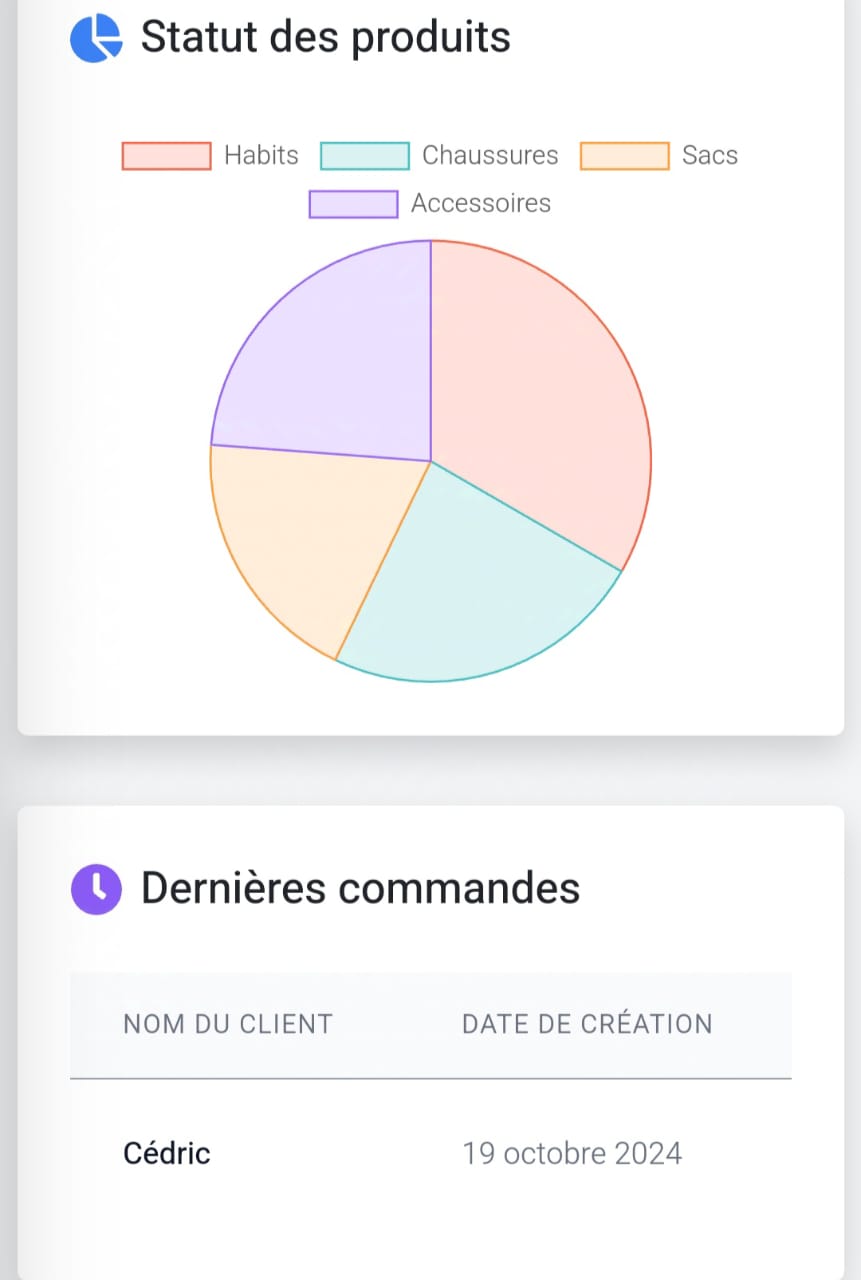 Statut des produits
Habits Chaussures Sacs
Accessoires
Dernières commandes
NOM DU CLIENT DATE DE CRÉATION
Cédric 19 octobre 2024